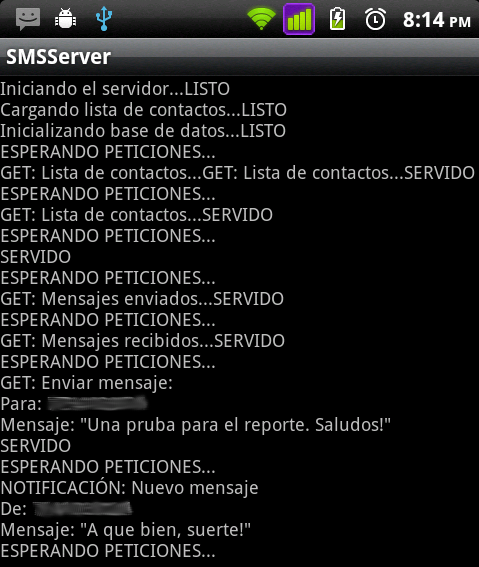 8:14 PM
SMSServer
Iniciando el servidor...LISTO
Cargando lista de contactos...LISTO
Inicializando base de datos...LISTO
ESPERANDO PETICIONES...
GET: Lista de contactos...GET: Lista de contactos...SERVIDO
ESPERANDO PETICIONES...
GET: Lista de contactos...SERVIDO
ESPERANDO PETICIONES...
SERVIDO
ESPERANDO PETICIONES...
GET: Mensajes enviados...SERVIDO
ESPERANDO PETICIONES...
GET: Mensajes recibidos...SERVIDO
ESPERANDO PETICIONES...
GET: Enviar mensaje:
Para:
Mensaje: "Una pruba para el reporte. Saludos!"
SERVIDO
ESPERANDO PETICIONES...
NOTIFICACIÓN: Nuevo mensaje
De:
Mensaje: "A que bien, suerte!"
ESPERANDO PETICIONES...